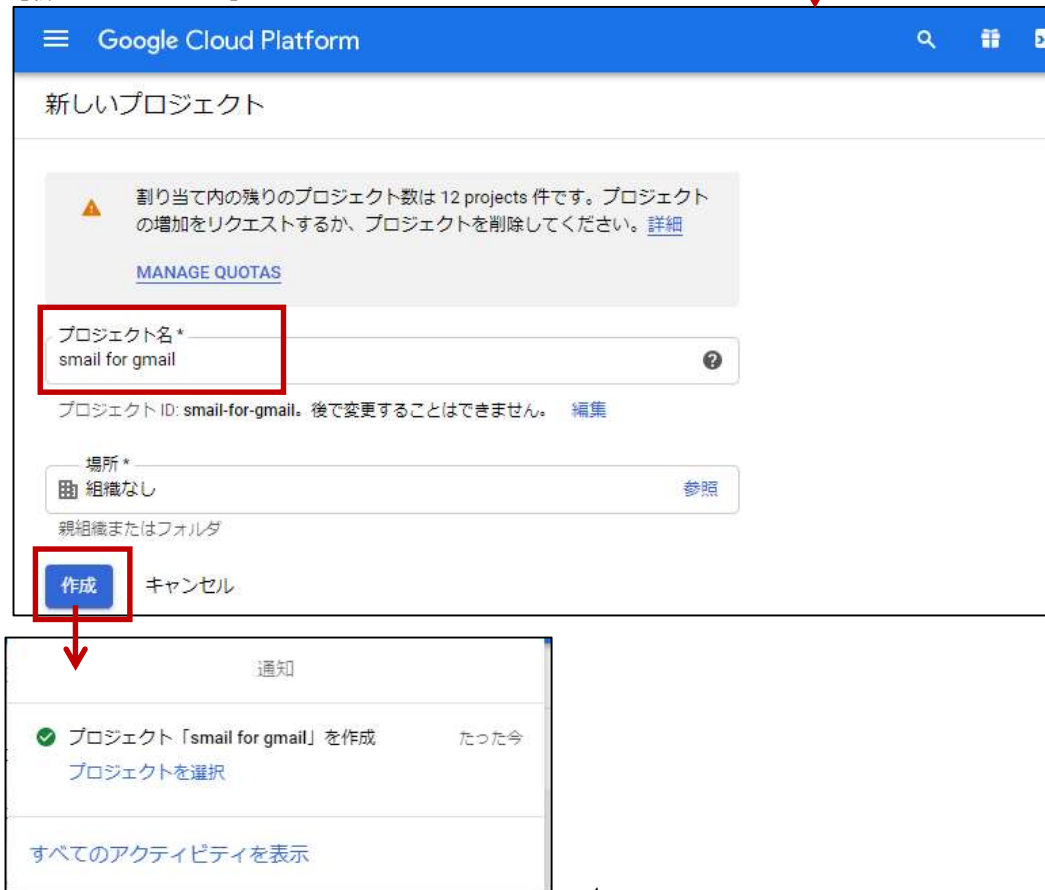 Google Cloud Platform
新しいプロジェクト
割り当て内の残りのプロジェクト数は 12 projects 件です。プロジェクト
の増加をリクエストするか、プロジェクトを削除してください。詳細
MANAGE QUOTAS
プロジェクト名 *
smail for gmail
プロジェクト ID: smail-for-gmail。後で変更することはできません。 編集
場所 *
組織なし 参照
親組織またはフォルダ
作成 キャンセル
通知
プロジェクト「smail for gmail」を作成 たった今
プロジェクトを選択
すべてのアクティビティを表示